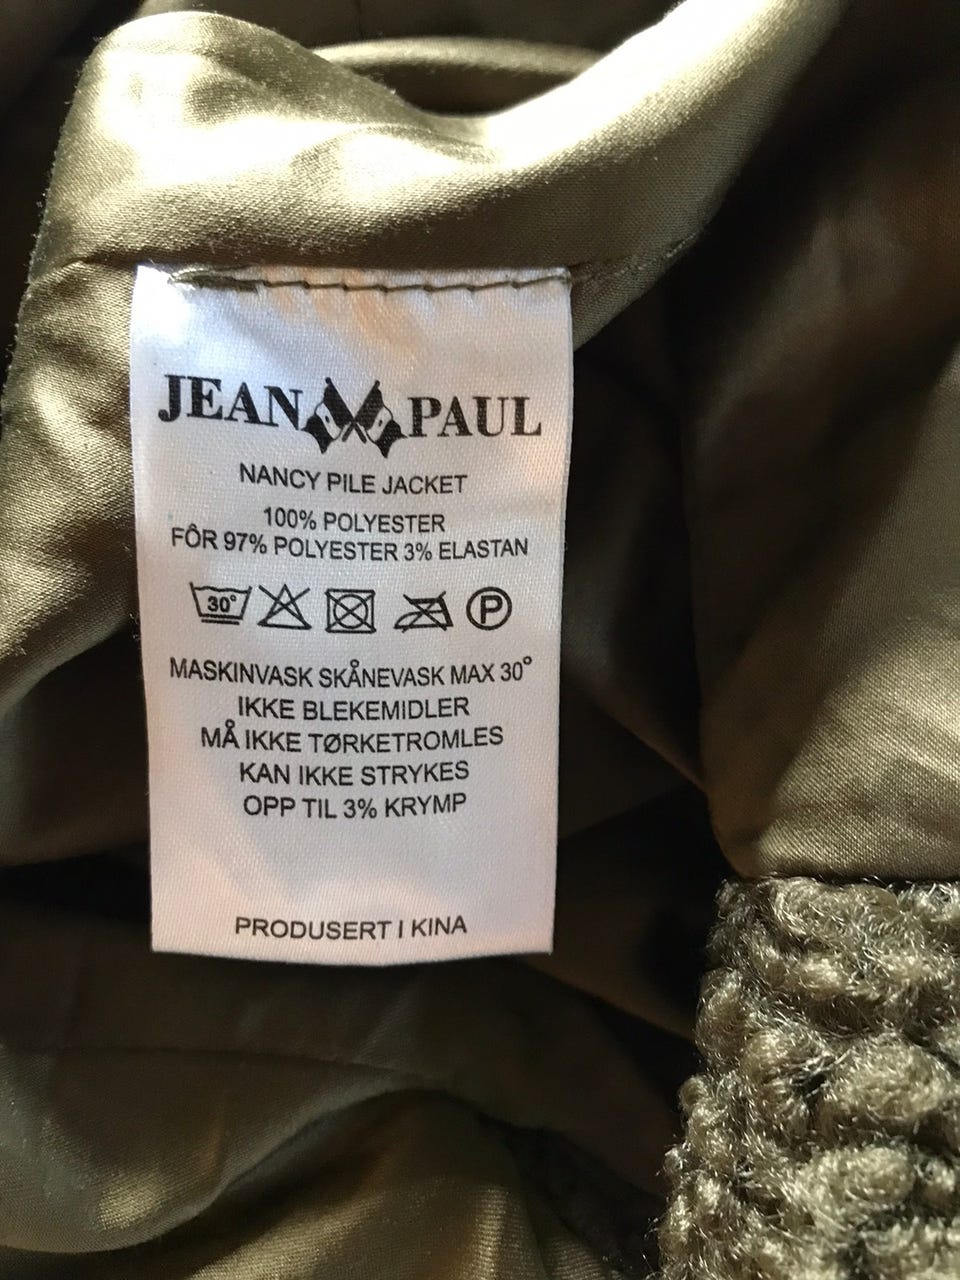 JEAN PAUL
NANCY PILE JACKET
100% POLYESTER
FÔR 97% POLYESTER 3% ELASTAN
30° P
MASKINVASK SKÅNEVASK MAX 30°
IKKE BLEKEMIDLER
MÅ IKKE TØRKETROMLES
KAN IKKE STRYKES
OPP TIL 3% KRYMP
PRODUSERT I KINA